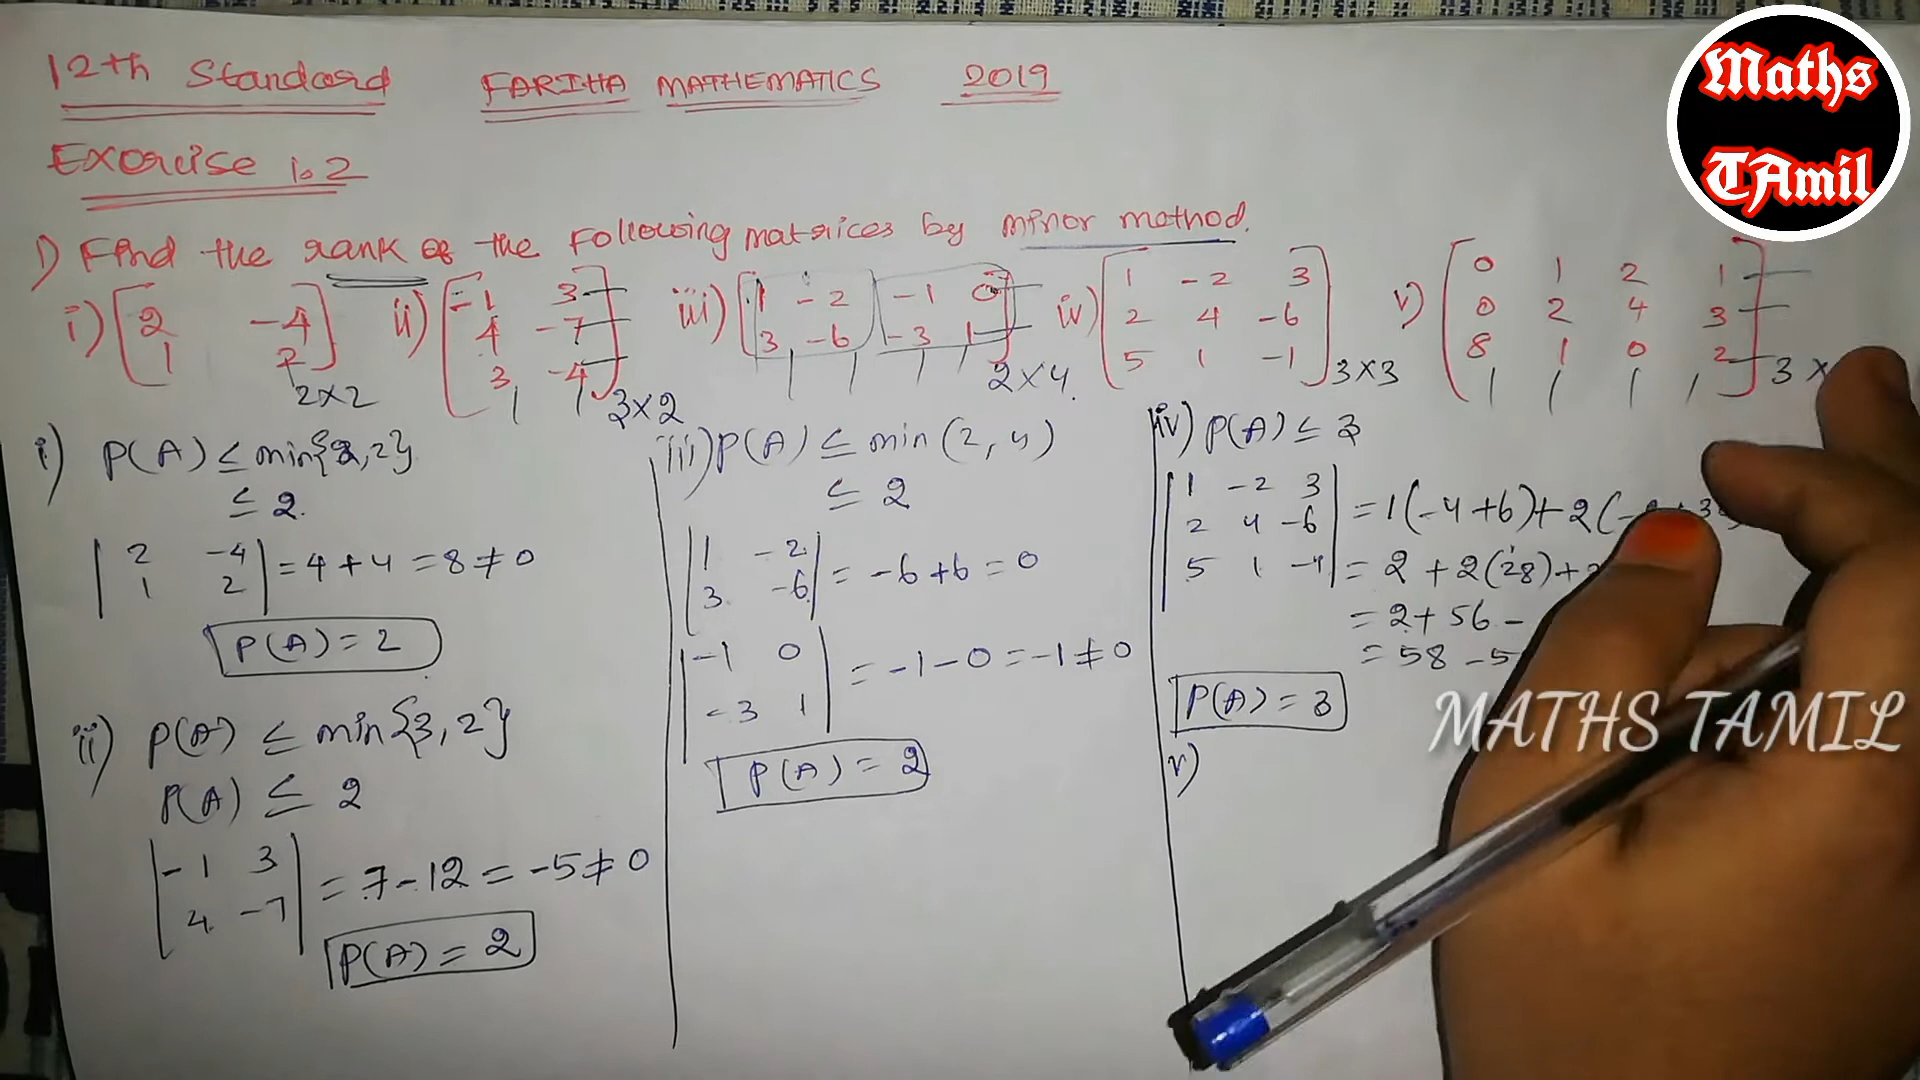 12th Standard FARITHA MATHEMATICS 2019
Exercise 1.2
1) Find the rank of the Following matrices by minor method.
i) [2 -4
1 2] 2×2
ii) [-1 3
4 -7
3 -4] 3×2
iii) [1 -2 -1 0
3 -6 -3 1] 2×4
iv) [1 -2 3
2 4 -6
5 1 -1] 3×3
v) [0 1 2 1
0 2 4 3
8 1 0 2] 3×
i) P(A) ≤ min{2,2}
≤ 2
|2 -4
1 2| = 4+4 = 8 ≠ 0
P(A) = 2
ii) P(A) ≤ min{3,2}
P(A) ≤ 2
|-1 3
4 -7| = 7-12 = -5 ≠ 0
P(A) = 2
iii) P(A) ≤ min(2,4)
≤ 2
|1 -2
3 -6| = -6+6 = 0
|-1 0
-3 1| = -1-0 = -1 ≠ 0
P(A) = 2
iv) P(A) ≤ 3
|1 -2 3
2 4 -6
5 1 -1| = 1(-4+6)+2(-
= 2+2(28)+
= 2+56-
= 58-5
P(A) = 3
v)
Maths
TAmil
MATHS TAMIL